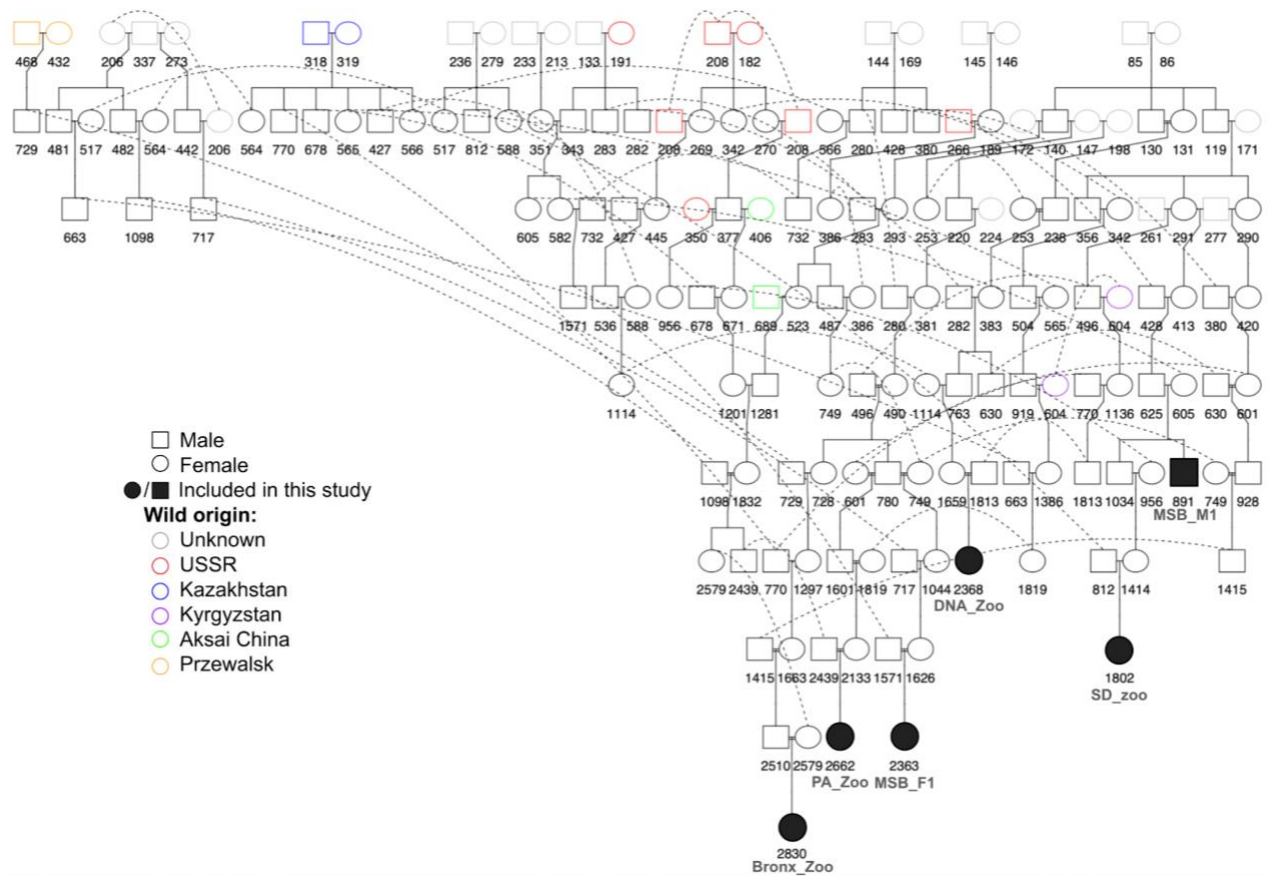 468 432 206 337 273 318 319 236 279 233 213 133 191 208 182 144 169 145 146 85 86
729 481 517 482 564 442 206 564 770 678 565 427 566 517 812 588 351 343 283 282 208 269 342 270 208 566 280 428 380 266 189 172 140 147 198 130 131 119 171
663 1098 717 605 582 732 427 445 350 377 406 732 386 283 293 253 220 224 253 238 356 342 261 291 277 290
1571 536 588 956 678 671 689 523 487 386 280 381 282 383 504 565 496 604 428 413 380 420
1114 1201 1281 749 496 490 1114 763 630 919 604 770 1136 625 605 630 601
Male
Female
/ Included in this study
Wild origin:
Unknown
USSR
Kazakhstan
Kyrgyzstan
Aksai China
Przewalsk
1098 1332 729 728 601 780 749 1659 1813 663 1386 1813 1034 956 891 749 928
MSB_M1
2579 2439 770 1297 1601 1819 717 1044 2368 1819 812 1414 1415
DNA_Zoo
1415 1663 2439 2133 1571 1626 1802
SD_zoo
2510 2579 2662 2363
PA_Zoo MSB_F1
2830
Bronx_Zoo